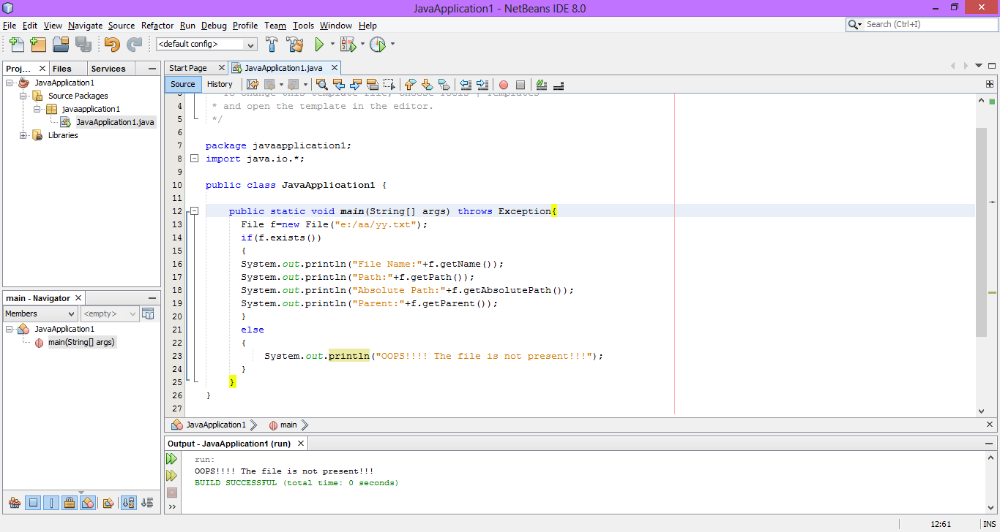 JavaApplication1 - NetBeans IDE 8.0
File Edit View Navigate Source Refactor Run Debug Profile Team Tools Window Help
Search (Ctrl+I)
<default config>
Proj... Files Services
JavaApplication1
Source Packages
javaapplication1
JavaApplication1.java
Libraries
main - Navigator
Members <empty>
JavaApplication1
main(String[] args)
Start Page JavaApplication1.java
Source History
3 * To change this template file, choose Tools | Templates
4 * and open the template in the editor.
5 */
6
7 package javaapplication1;
8 import java.io.*;
9
10 public class JavaApplication1 {
11
12 public static void main(String[] args) throws Exception{
13 File f=new File("e:/aa/yy.txt");
14 if(f.exists())
15 {
16 System.out.println("File Name:"+f.getName());
17 System.out.println("Path:"+f.getPath());
18 System.out.println("Absolute Path:"+f.getAbsolutePath());
19 System.out.println("Parent:"+f.getParent());
20 }
21 else
22 {
23 System.out.println("OOPS!!!! The file is not present!!!");
24 }
25 }
26 }
27
JavaApplication1 main
Output - JavaApplication1 (run)
run:
OOPS!!!! The file is not present!!!
BUILD SUCCESSFUL (total time: 0 seconds)
12:61 INS